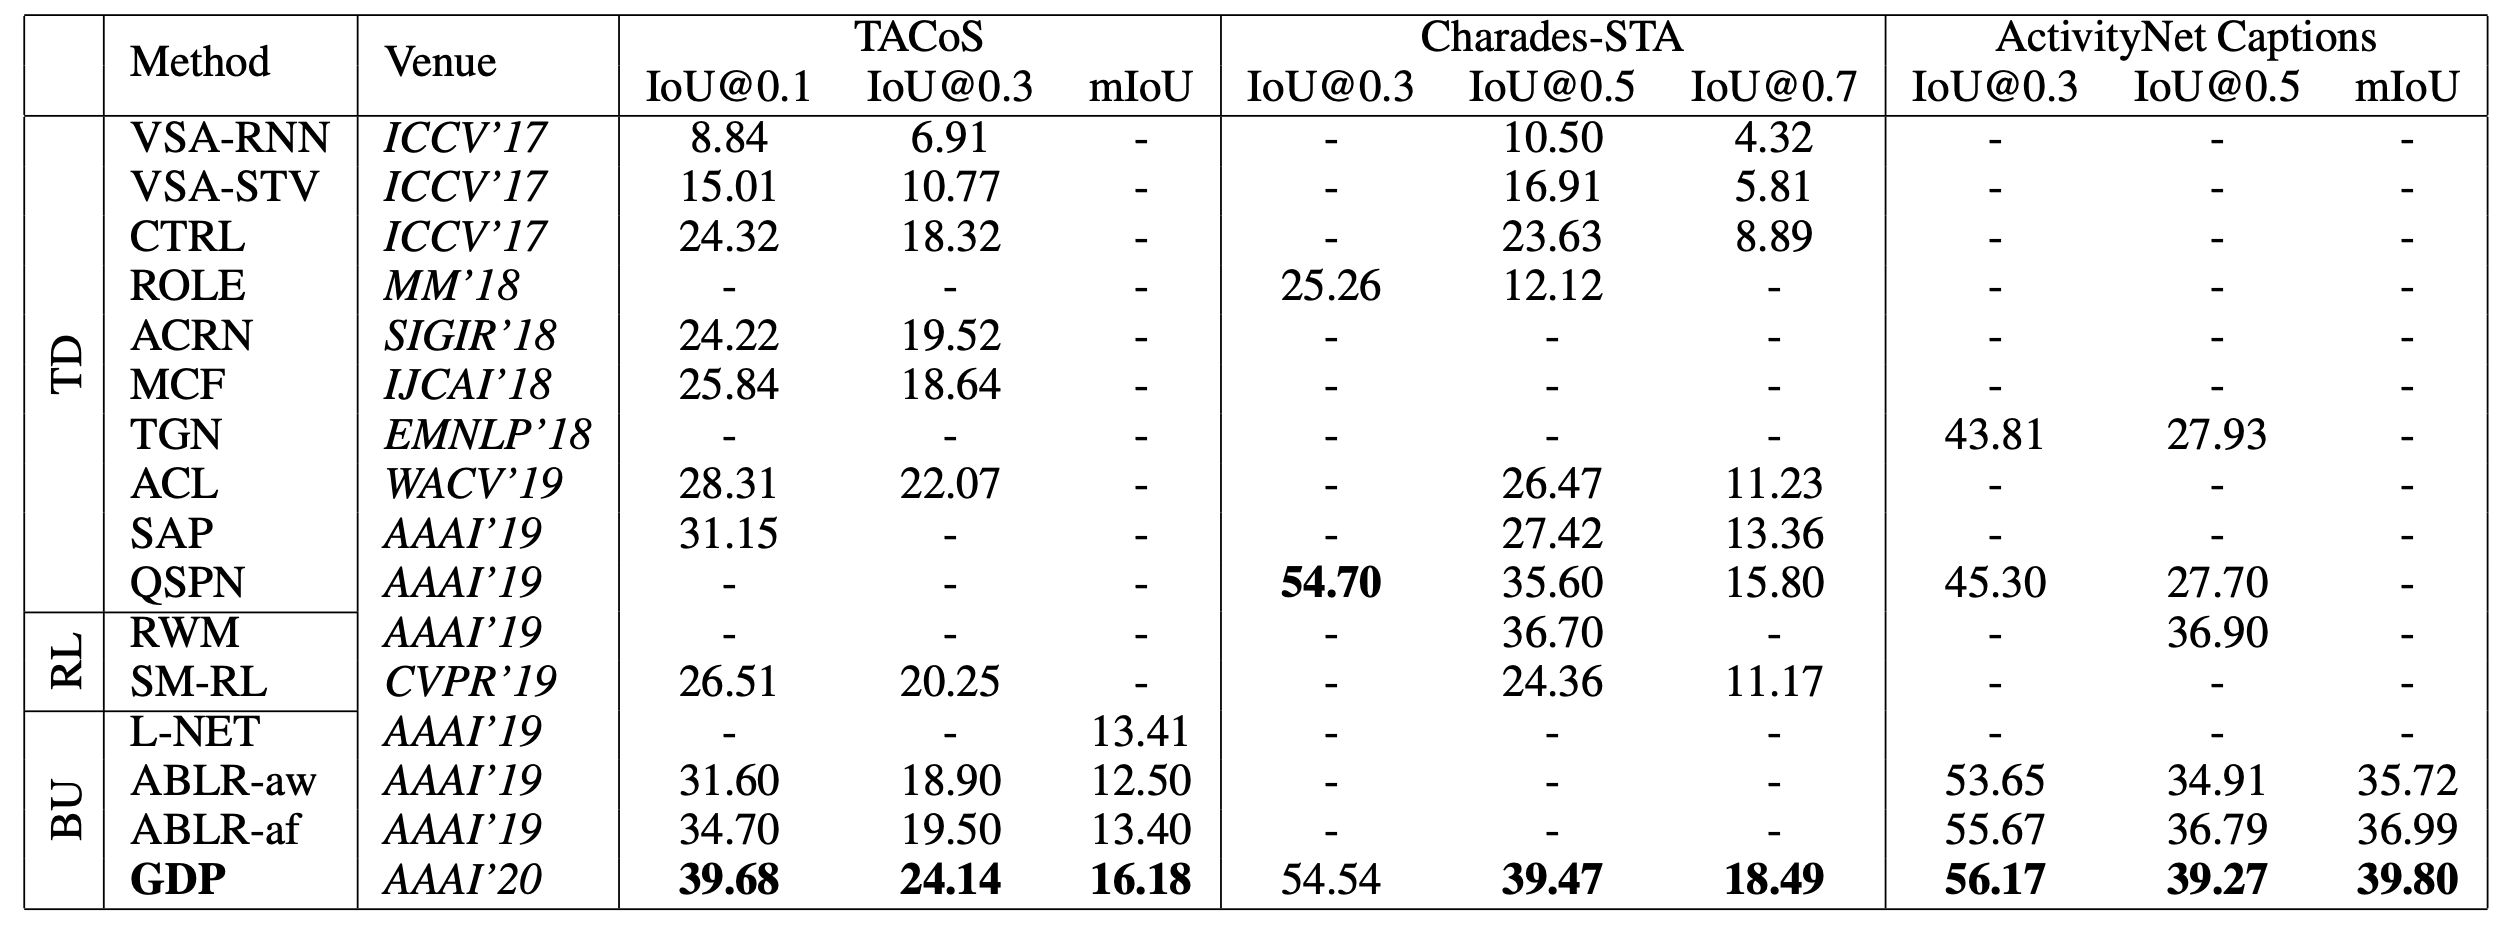 Method Venue TACoS Charades-STA ActivityNet Captions
IoU@0.1 IoU@0.3 mIoU IoU@0.3 IoU@0.5 IoU@0.7 IoU@0.3 IoU@0.5 mIoU
TD
VSA-RNN ICCV'17 8.84 6.91 - - 10.50 4.32 - - -
VSA-STV ICCV'17 15.01 10.77 - - 16.91 5.81 - - -
CTRL ICCV'17 24.32 18.32 - - 23.63 8.89 - - -
ROLE MM'18 - - - 25.26 12.12 - - - -
ACRN SIGIR'18 24.22 19.52 - - - - - - -
MCF IJCAI'18 25.84 18.64 - - - - - - -
TGN EMNLP'18 - - - - - - 43.81 27.93 -
ACL WACV'19 28.31 22.07 - - 26.47 11.23 - - -
SAP AAAI'19 31.15 - - - 27.42 13.36 - - -
QSPN AAAI'19 - - - 54.70 35.60 15.80 45.30 27.70 -
RL
RWM AAAI'19 - - - - 36.70 - - 36.90 -
SM-RL CVPR'19 26.51 20.25 - - 24.36 11.17 - - -
BU
L-NET AAAI'19 - - 13.41 - - - - - -
ABLR-aw AAAI'19 31.60 18.90 12.50 - - - 53.65 34.91 35.72
ABLR-af AAAI'19 34.70 19.50 13.40 - - - 55.67 36.79 36.99
GDP AAAI'20 39.68 24.14 16.18 54.54 39.47 18.49 56.17 39.27 39.80